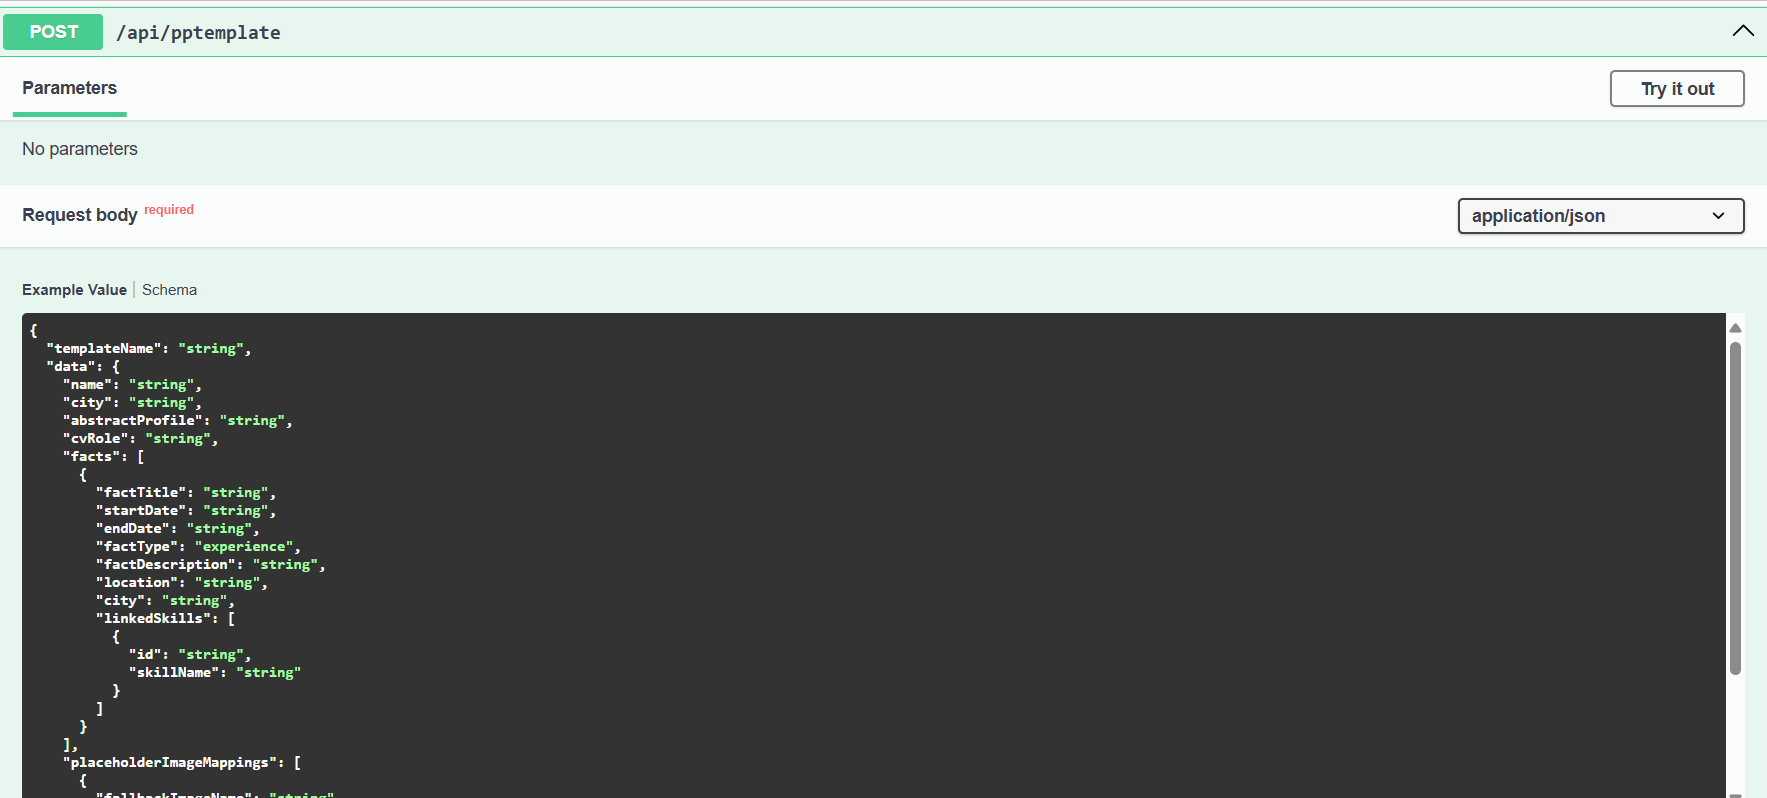 POST /api/pptemplate
Parameters
Try it out
No parameters
Request body required
application/json
Example Value | Schema
{
  "templateName": "string",
  "data": {
    "name": "string",
    "city": "string",
    "abstractProfile": "string",
    "cvRole": "string",
    "facts": [
      {
        "factTitle": "string",
        "startDate": "string",
        "endDate": "string",
        "factType": "experience",
        "factDescription": "string",
        "location": "string",
        "city": "string",
        "linkedSkills": [
          {
            "id": "string",
            "skillName": "string"
          }
        ]
      }
    ],
    "placeholderImageMappings": [
      {
        "fallbackImageName": "string"